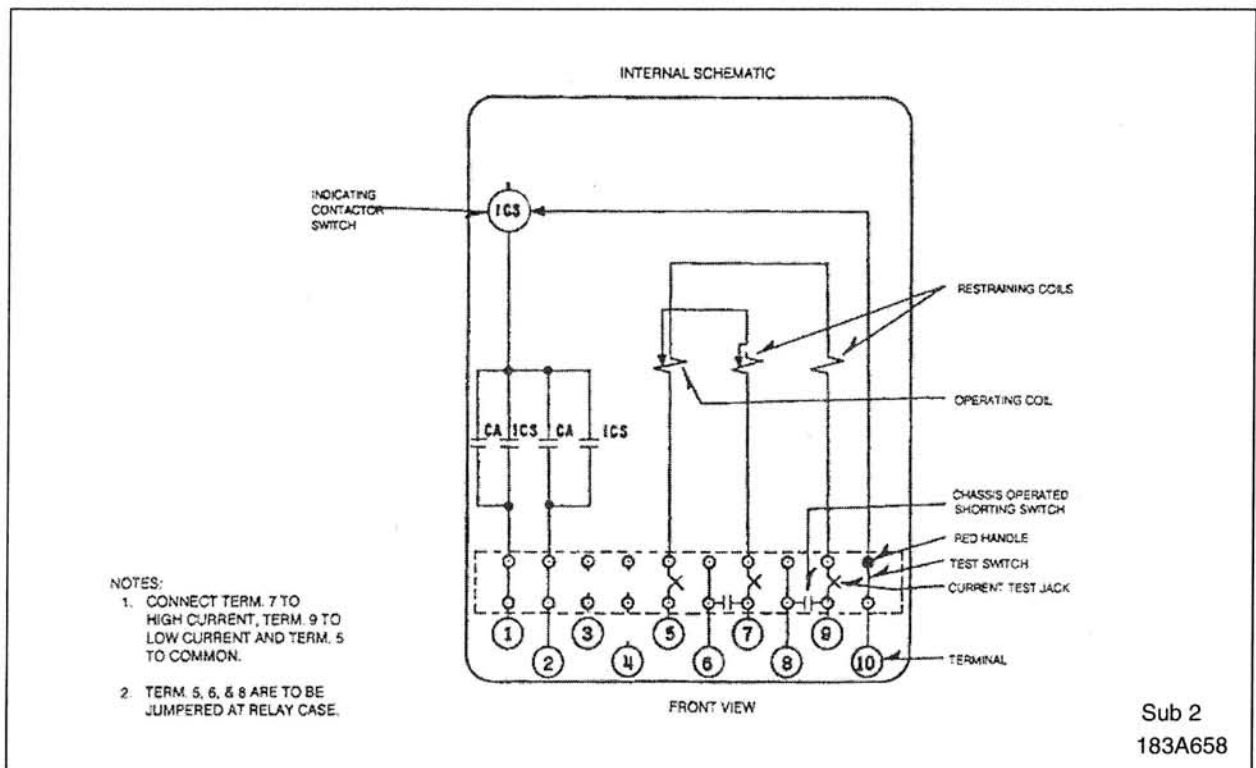 INTERNAL SCHEMATIC
INDICATING
CONTACTOR
SWITCH
ICS
RESTRAINING COILS
OPERATING COIL
CA ICS CA ICS
CHASSIS OPERATED
SHORTING SWITCH
RED HANDLE
TEST SWITCH
CURRENT TEST JACK
1 3 5 7 9
2 4 6 8 10
TERMINAL
FRONT VIEW
NOTES:
1. CONNECT TERM. 7 TO
HIGH CURRENT, TERM. 9 TO
LOW CURRENT AND TERM. 5
TO COMMON.
2. TERM. 5, 6, & 8 ARE TO BE
JUMPERED AT RELAY CASE.
Sub 2
183A658